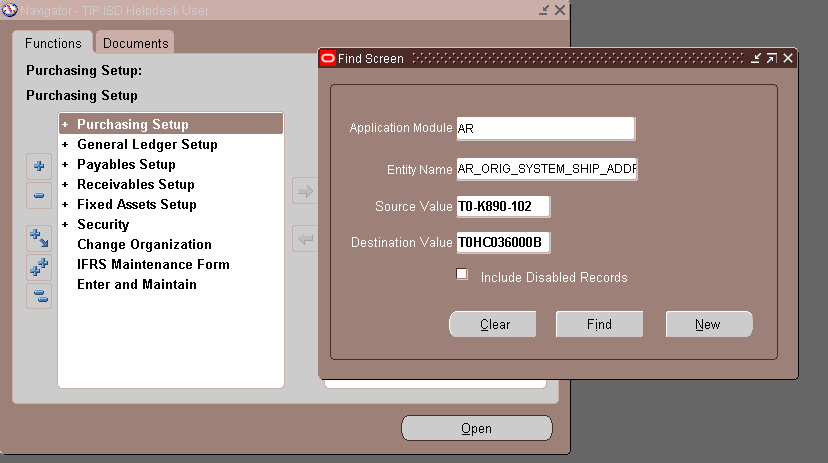 Navigator - TIP ISD Helpdesk User
Functions
Documents
Purchasing Setup:
Purchasing Setup
+ Purchasing Setup
+ General Ledger Setup
+ Payables Setup
+ Receivables Setup
+ Fixed Assets Setup
+ Security
Change Organization
IFRS Maintenance Form
Enter and Maintain
Open
Find Screen
Application Module AR
Entity Name AR_ORIG_SYSTEM_SHIP_ADDR
Source Value T0-K890-102
Destination Value T0HC036000B
Include Disabled Records
Clear
Find
New